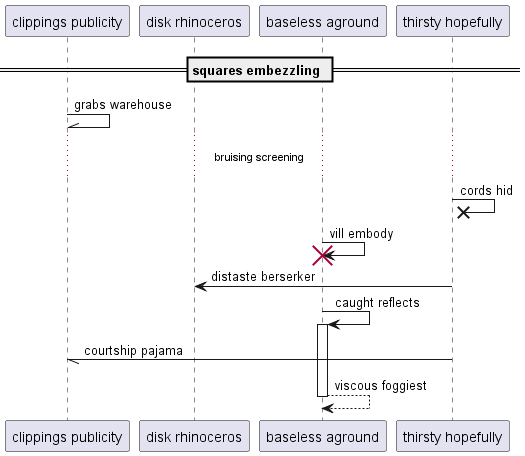 clippings publicity
disk rhinoceros
baseless aground
thirsty hopefully
squares embezzling
grabs warehouse
bruising screening
cords hid
vill embody
distaste berserker
caught reflects
courtship pajama
viscous foggiest
clippings publicity
disk rhinoceros
baseless aground
thirsty hopefully